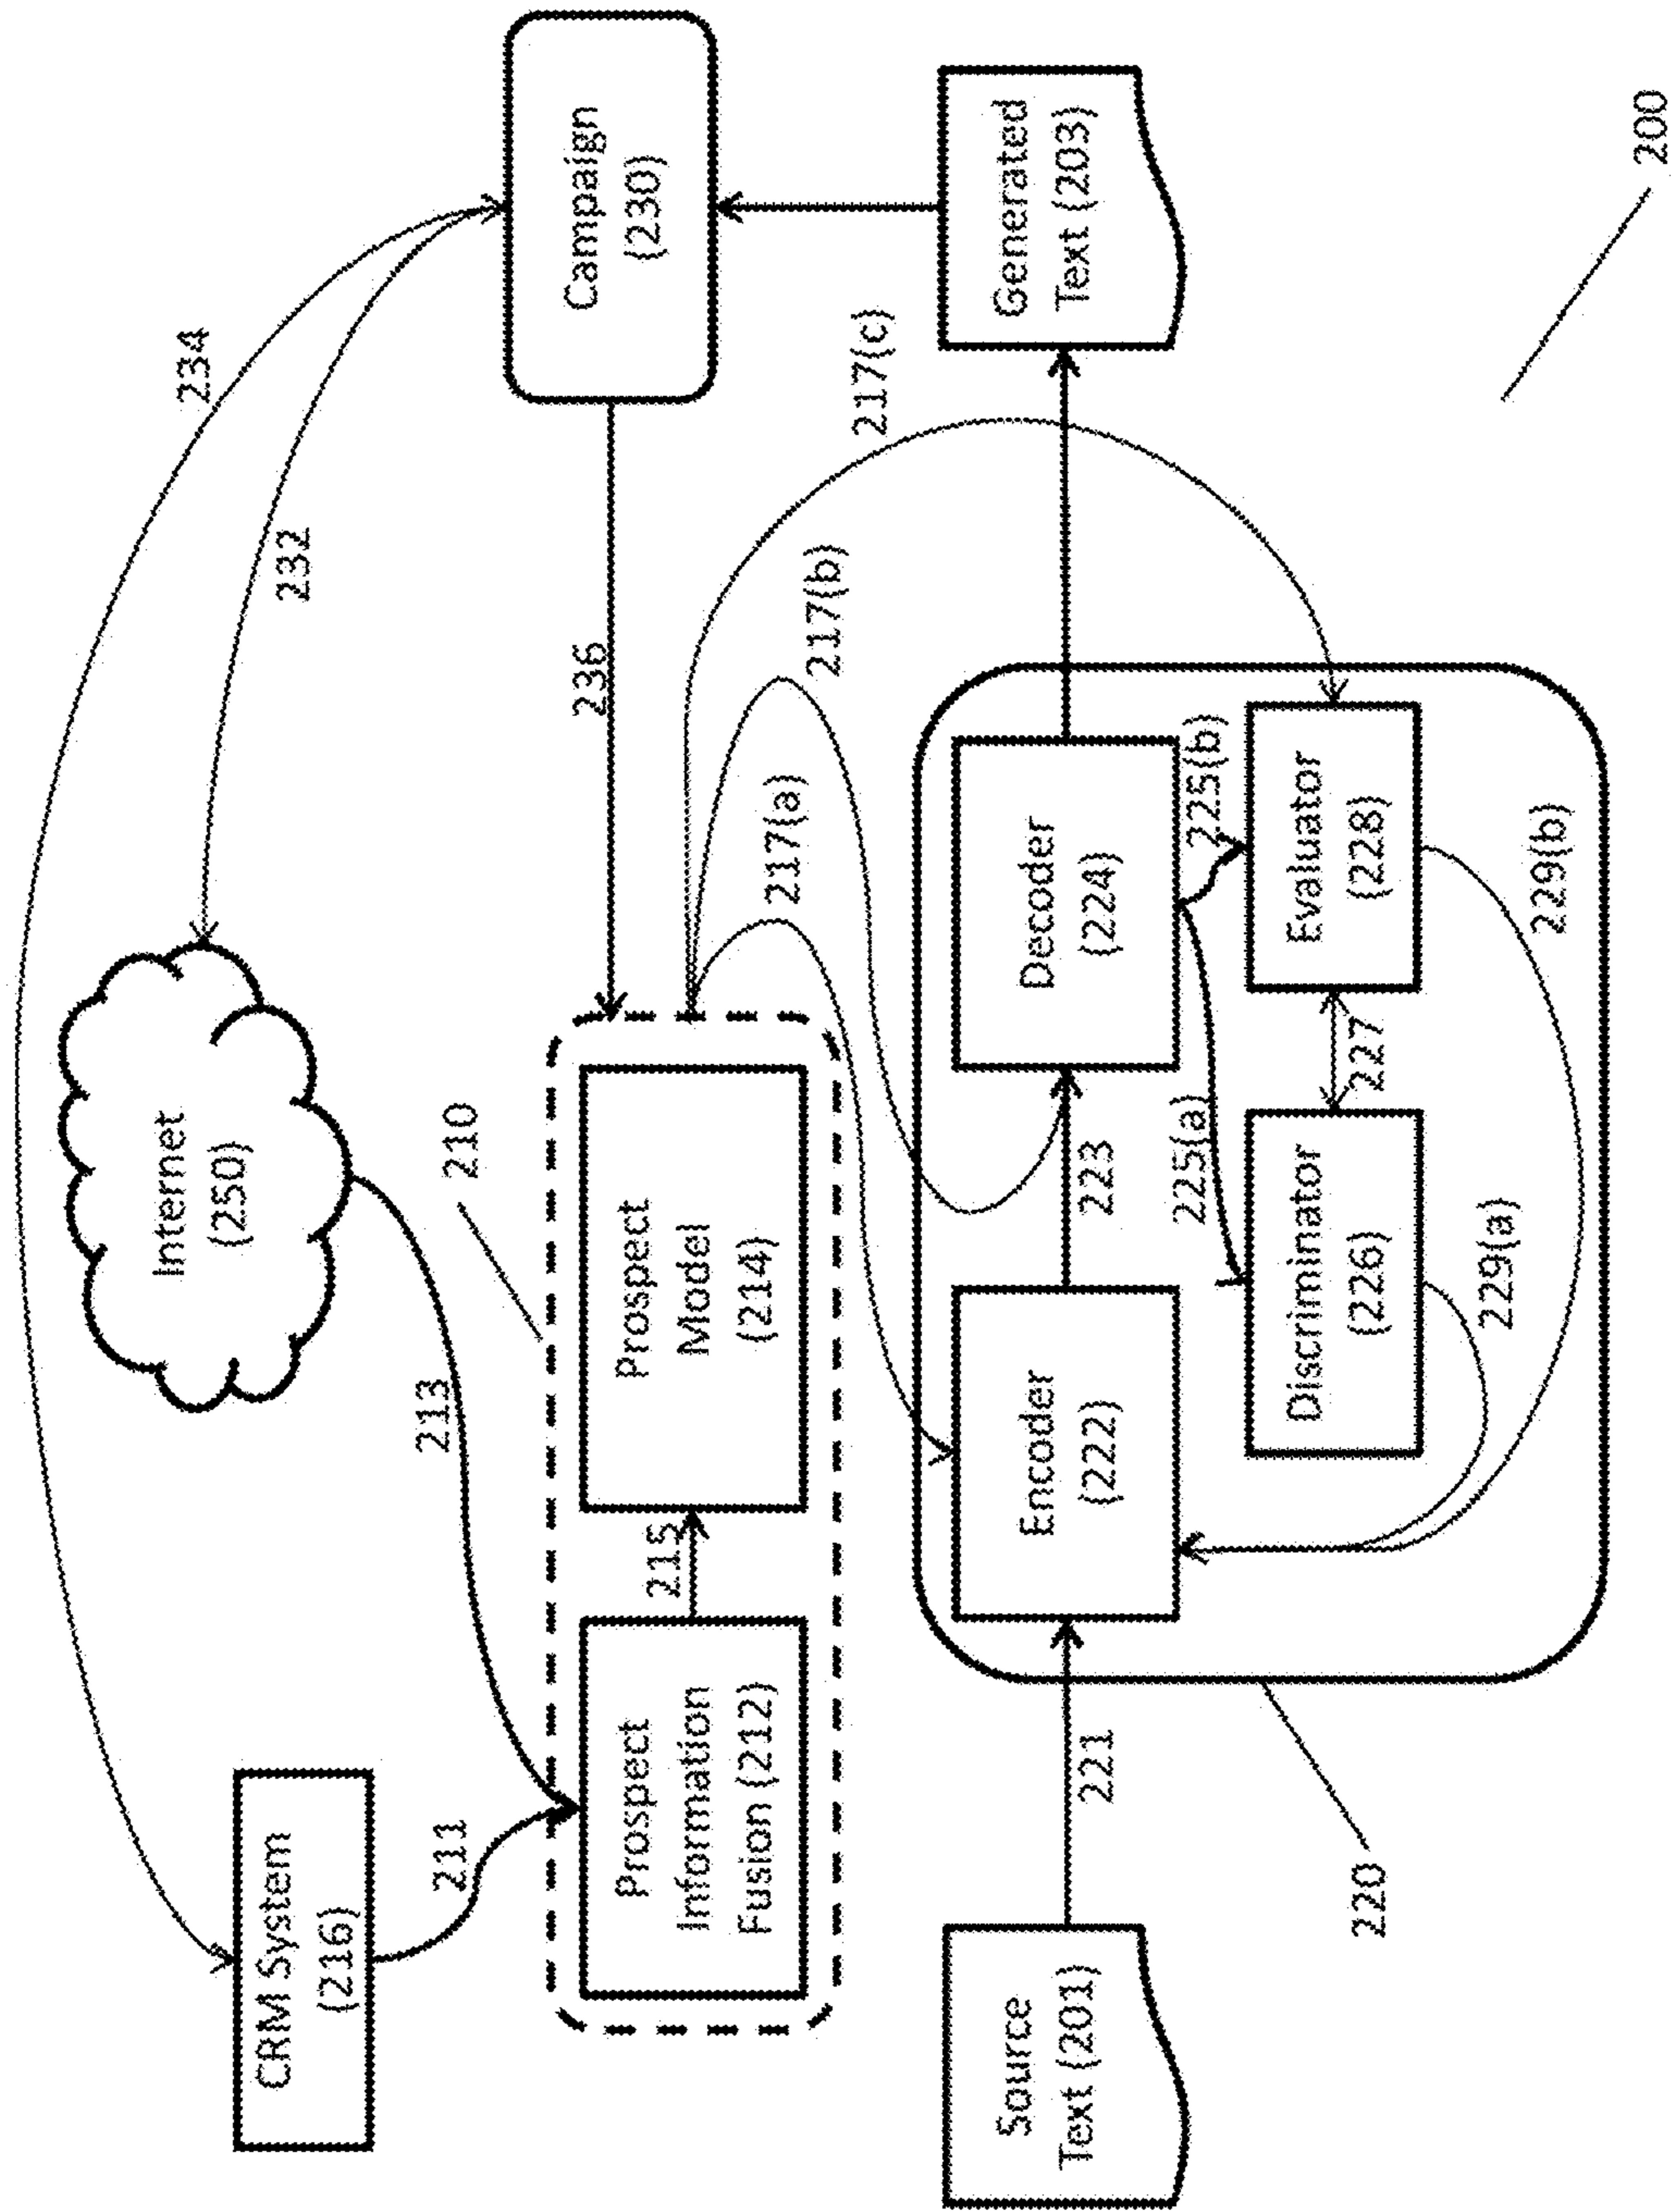 CRM System
(216)
Internet
(250)
234
232
Campaign
(230)
211
213
210
236
Prospect
Information
Fusion (212)
215
Prospect
Model
(214)
217(a)
217(b)
217(c)
Source
Text (201)
221
Encoder
(222)
223
Decoder
(224)
Generated
Text (203)
225(a)
225(b)
Discriminator
(226)
227
Evaluator
(228)
229(a)
229(b)
220
200